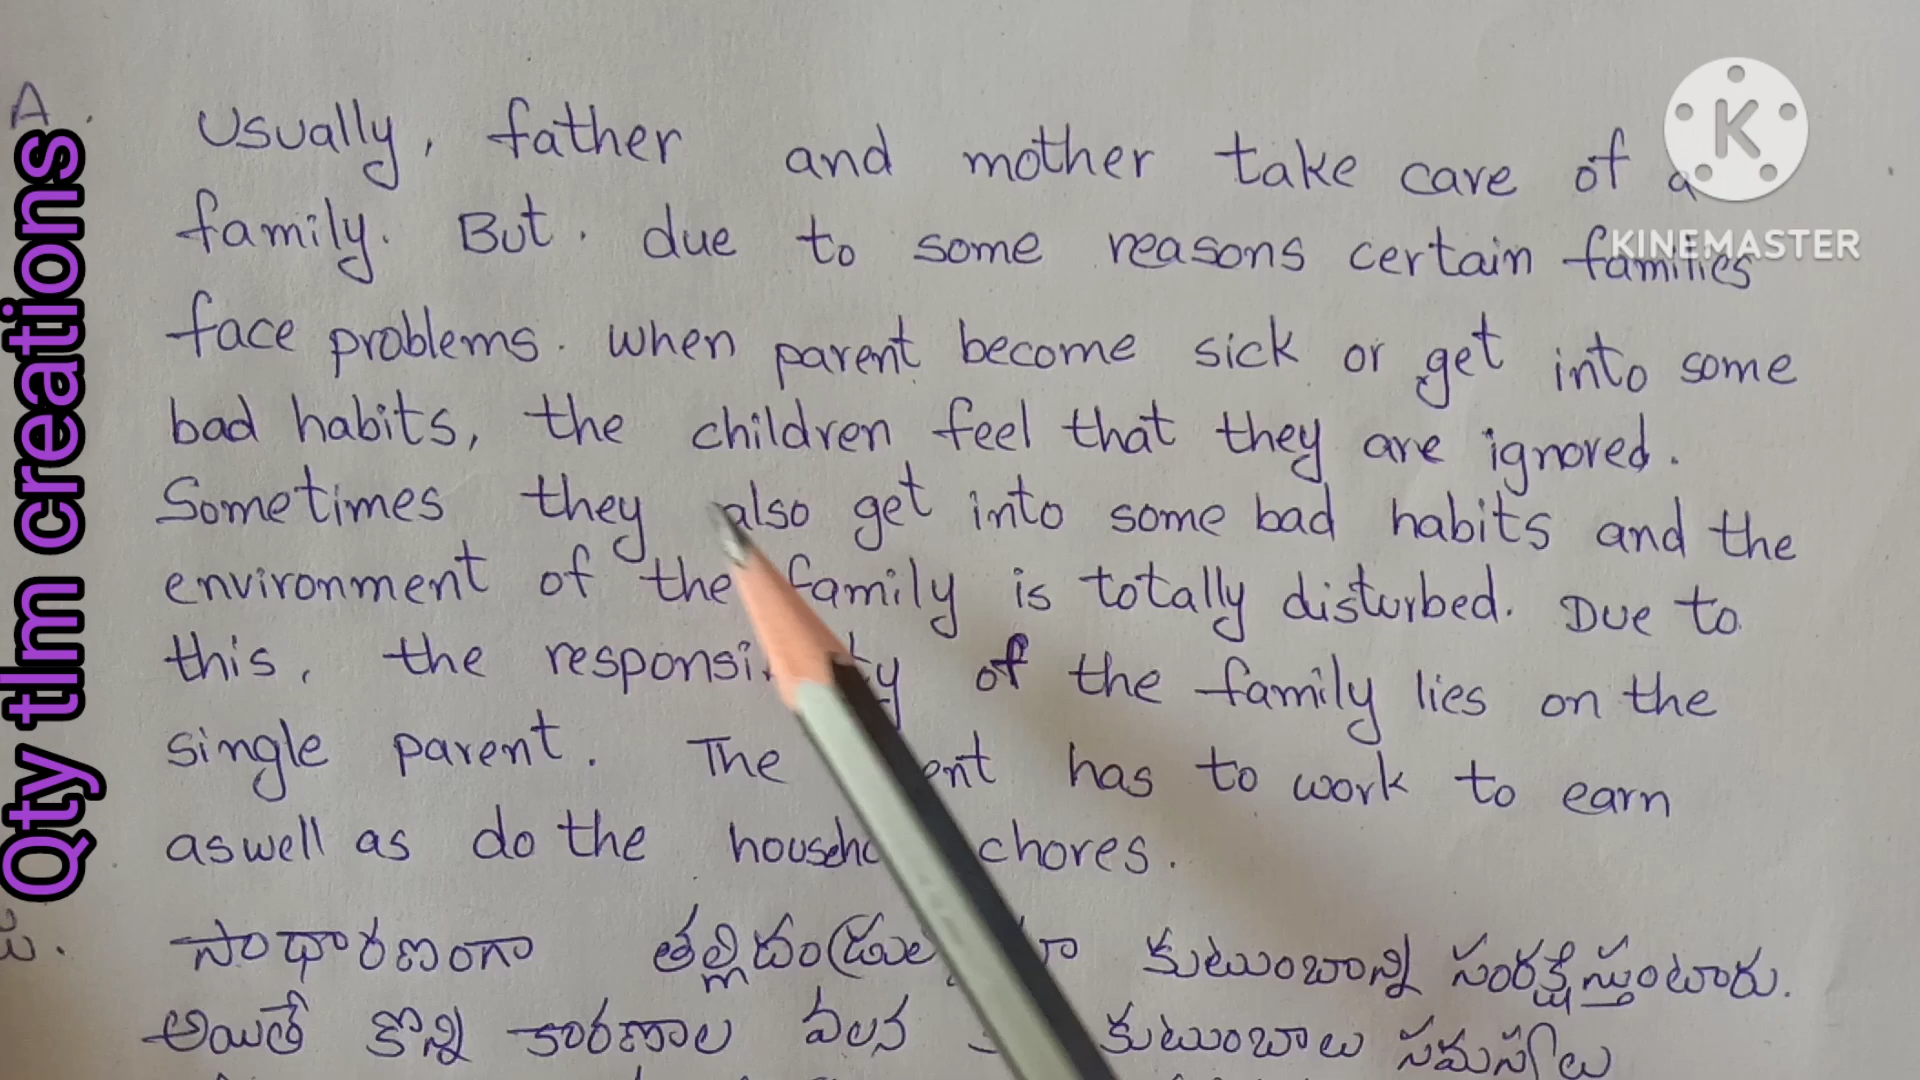 A. Usually, father and mother take care of a
family. But. due to some reasons certain families
face problems. When parent become sick or get into some
bad habits, the children feel that they are ignored.
Sometimes they also get into some bad habits and the
environment of the family is totally disturbed. Due to
this, the responsi ty of the family lies on the
single parent. The ent has to work to earn
aswell as do the househo chores.
సాధారణంగా తల్లిదండ్రులు కుటుంబాన్ని సంరక్షిస్తుంటారు.
అయితే కొన్ని కారణాల వలన కుటుంబాలు సమస్యలు
K
KINEMASTER
Qty tlm creations